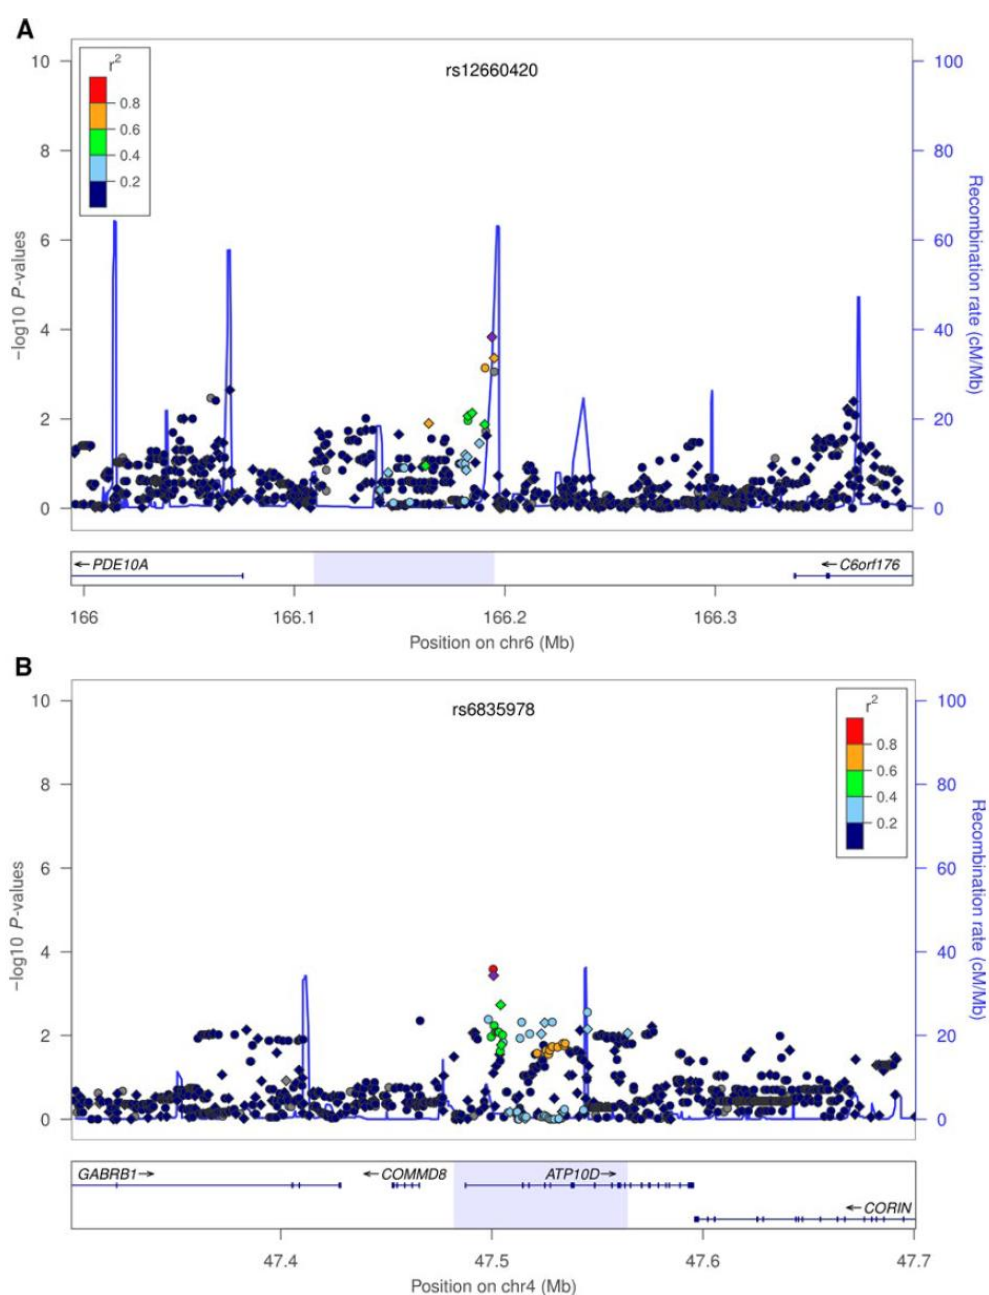 A
rs12660420
r2
0.8
0.6
0.4
0.2
10
8
6
4
2
0
−log10 P-values
100
80
60
40
20
0
Recombination rate (cM/Mb)
←PDE10A
←C6orf176
166
166.1
166.2
166.3
Position on chr6 (Mb)
B
rs6835978
r2
0.8
0.6
0.4
0.2
10
8
6
4
2
0
−log10 P-values
100
80
60
40
20
0
Recombination rate (cM/Mb)
GABRB1→
←COMMD8
ATP10D→
←CORIN
47.4
47.5
47.6
47.7
Position on chr4 (Mb)